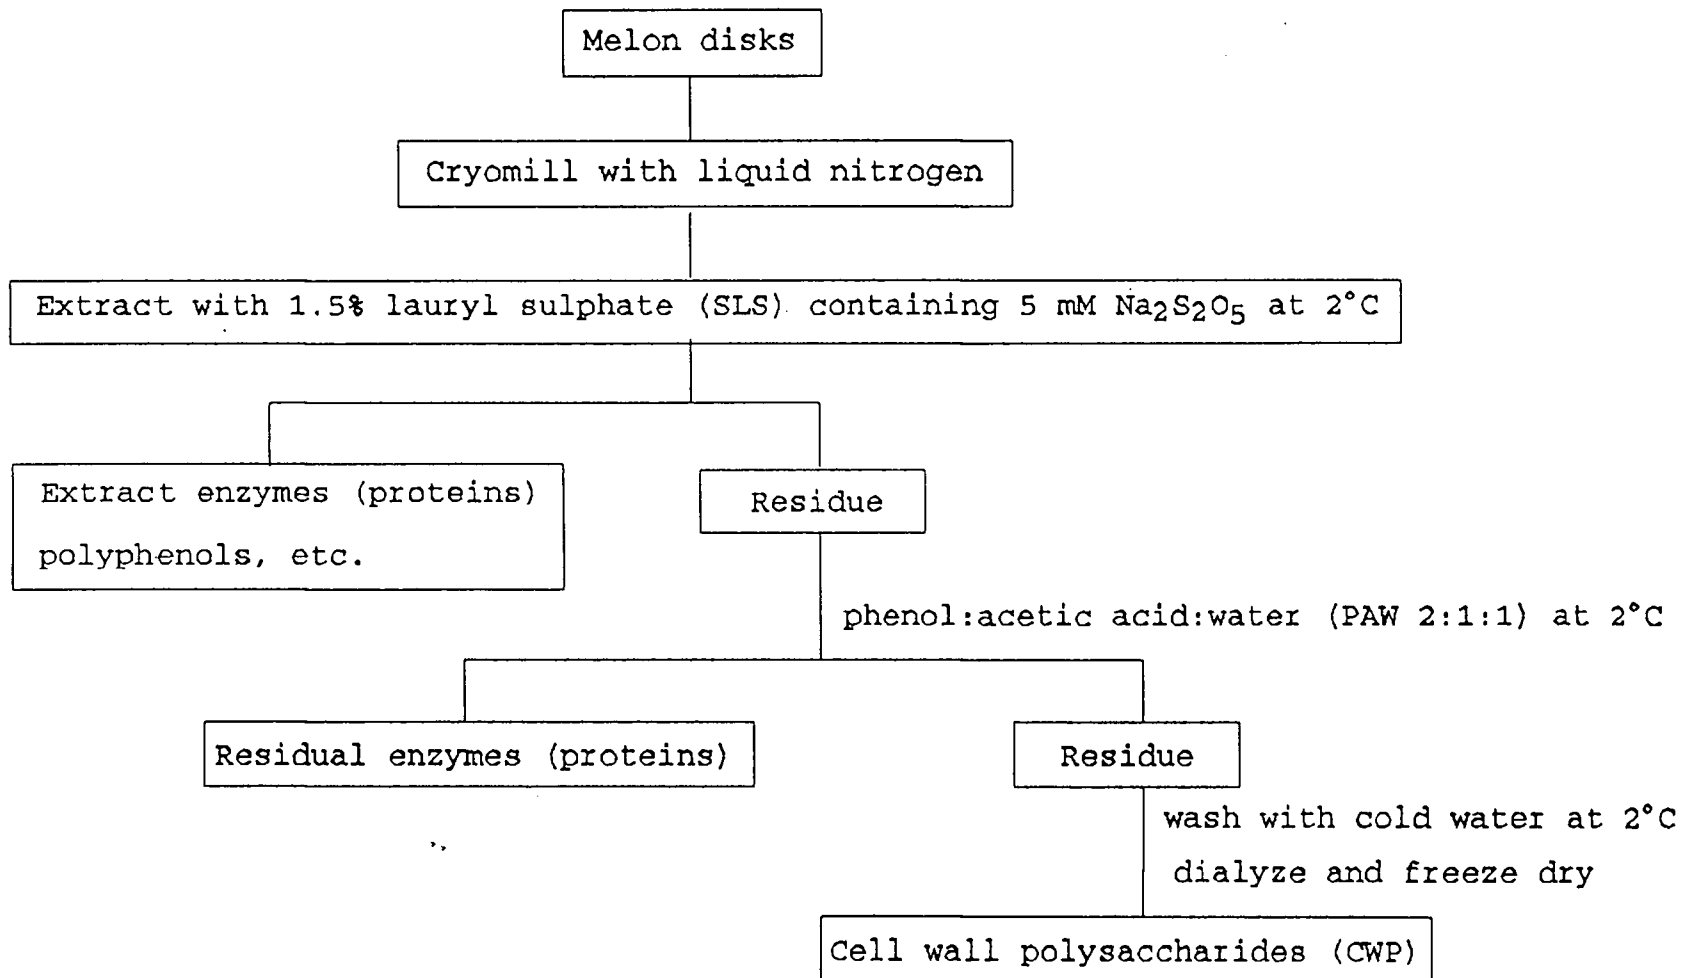 Melon disks
Cryomill with liquid nitrogen
Extract with 1.5% lauryl sulphate (SLS) containing 5 mM Na₂S₂O₅ at 2°C
Extract enzymes (proteins)
polyphenols, etc.
Residue
phenol:acetic acid:water (PAW 2:1:1) at 2°C
Residual enzymes (proteins)
Residue
wash with cold water at 2°C
dialyze and freeze dry
Cell wall polysaccharides (CWP)